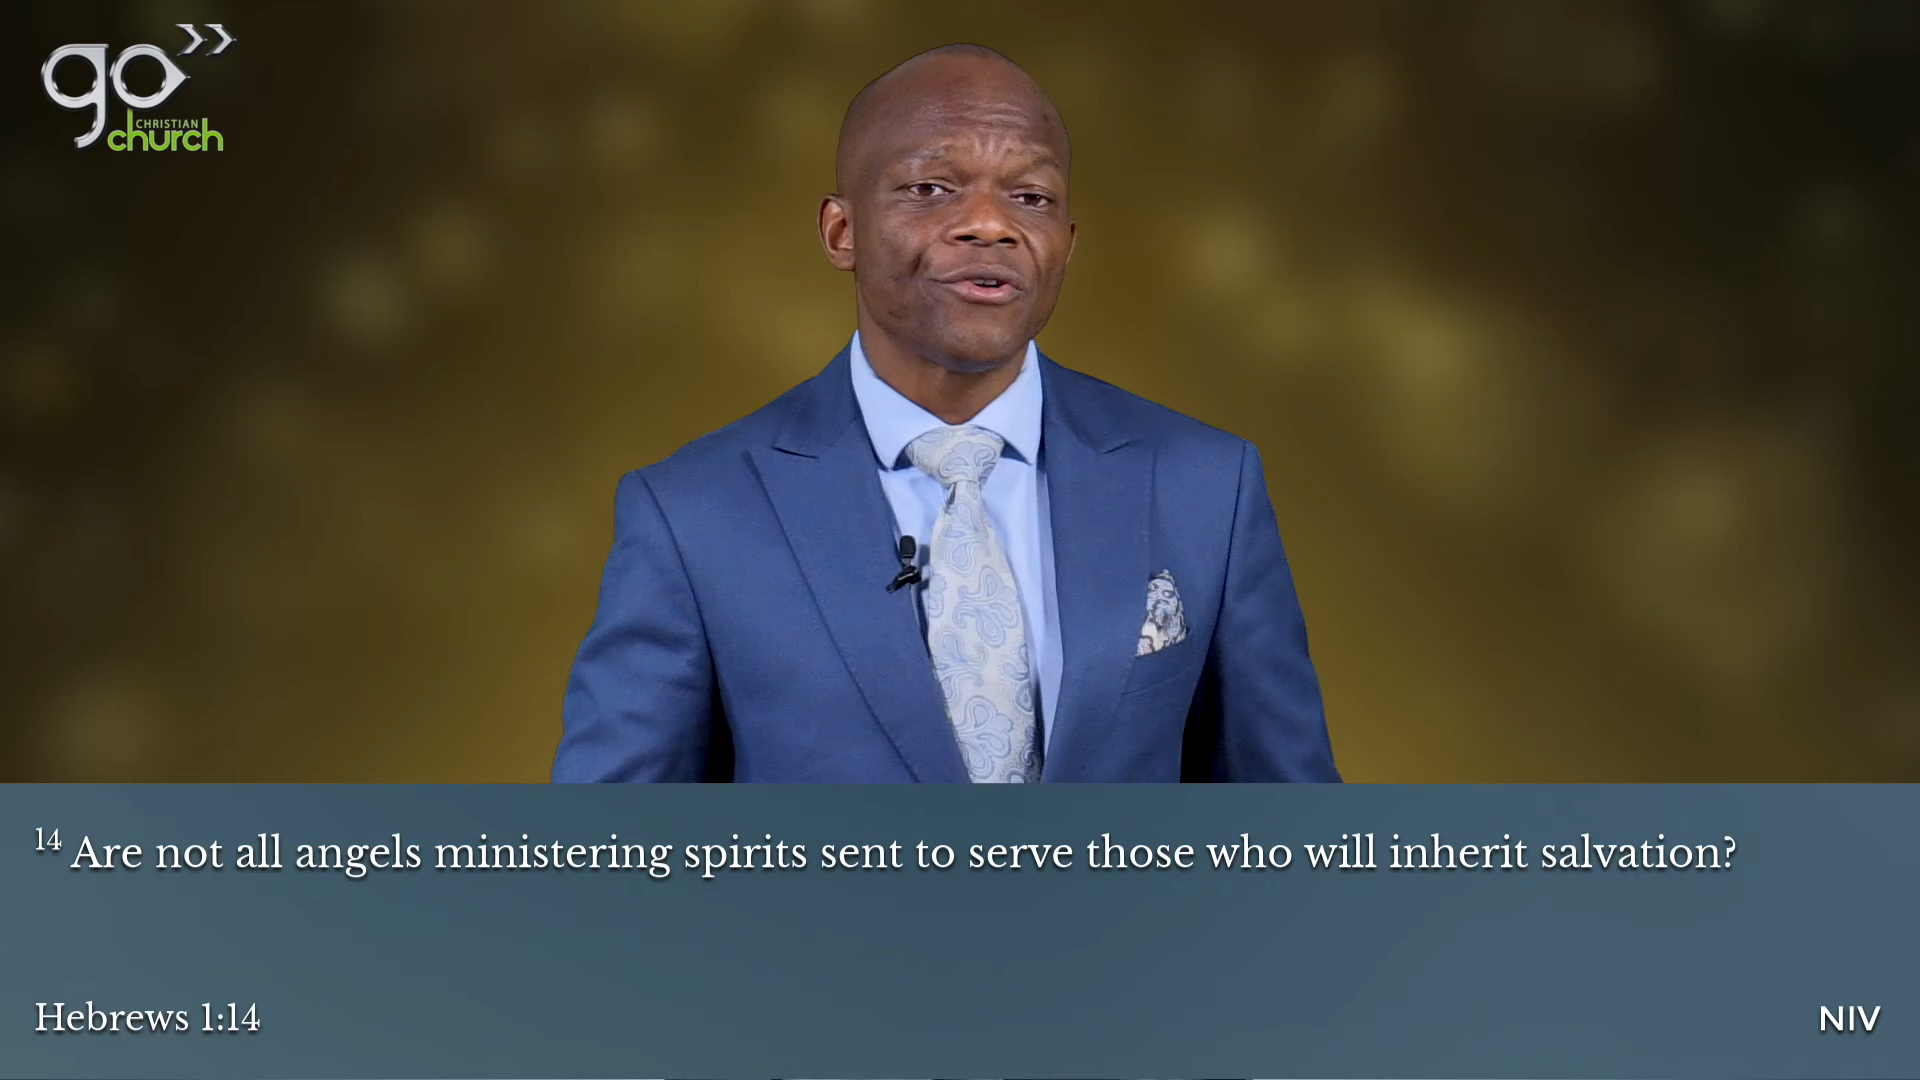 go
CHRISTIAN
church
14 Are not all angels ministering spirits sent to serve those who will inherit salvation?
Hebrews 1:14
NIV